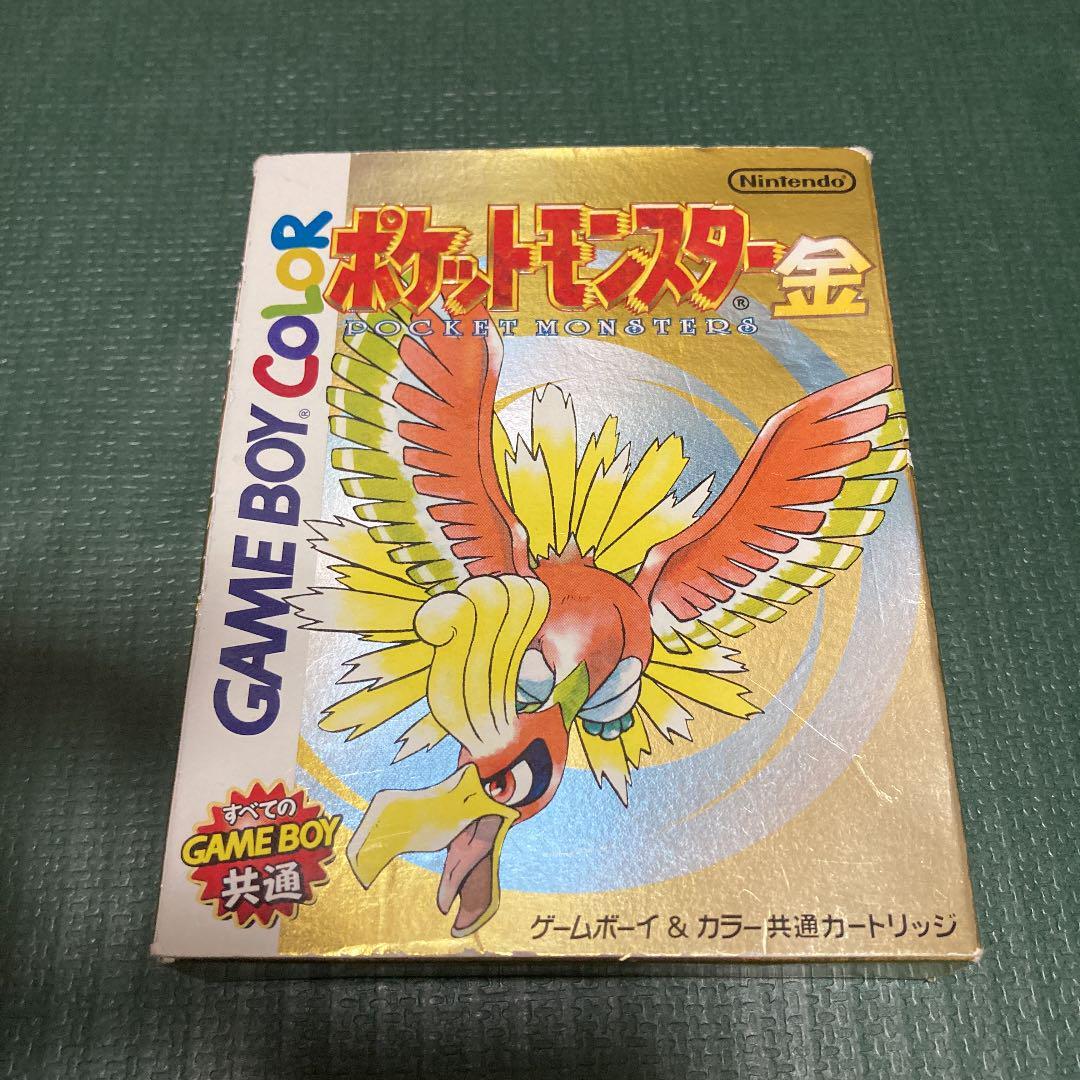 Nintendo®
ポケットモンスター金
®
POCKET MONSTERS
GAME BOY® COLOR
すべての
GAME BOY
共通
ゲームボーイ & カラー共通カートリッジ